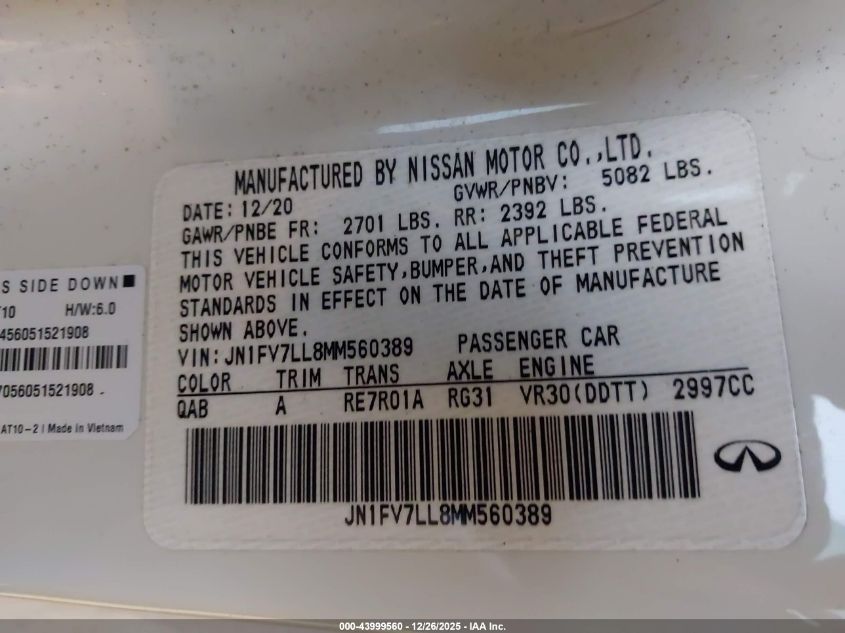 MANUFACTURED BY NISSAN MOTOR CO.,LTD.
DATE: 12/20 GVWR/PNBV: 5082 LBS.
GAWR/PNBE FR: 2701 LBS. RR: 2392 LBS.
THIS VEHICLE CONFORMS TO ALL APPLICABLE FEDERAL
MOTOR VEHICLE SAFETY,BUMPER,AND THEFT PREVENTION
STANDARDS IN EFFECT ON THE DATE OF MANUFACTURE
SHOWN ABOVE.
VIN: JN1FV7LL8MM560389 PASSENGER CAR
COLOR TRIM TRANS AXLE ENGINE
QAB A RE7R01A RG31 VR30(DDTT) 2997CC
JN1FV7LL8MM560389
S SIDE DOWN
T10 H/W:6.0
456051521908
7056051521908
AT10-2 | Made in Vietnam
000-43999560 - 12/26/2025 - IAA Inc.